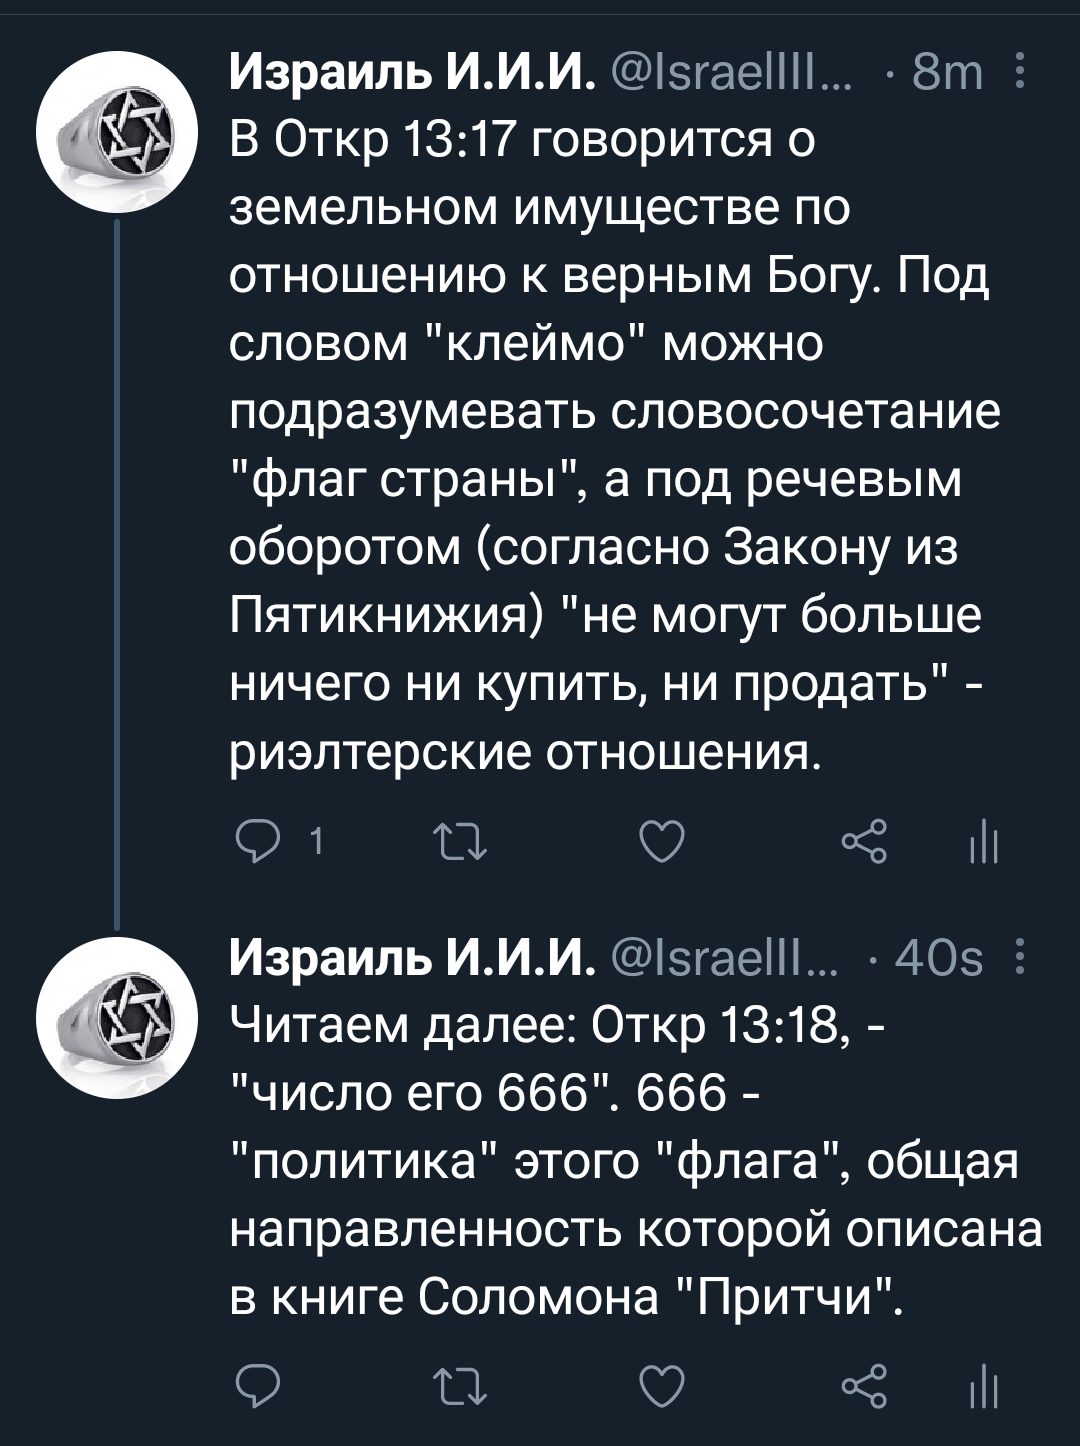 Израиль И.И.И. @IsraelIII... · 8m
В Откр 13:17 говорится о
земельном имуществе по
отношению к верным Богу. Под
словом "клеймо" можно
подразумевать словосочетание
"флаг страны", а под речевым
оборотом (согласно Закону из
Пятикнижия) "не могут больше
ничего ни купить, ни продать" -
риэлтерские отношения.
1
Израиль И.И.И. @IsraelII... · 40s
Читаем далее: Откр 13:18, -
"число его 666". 666 -
"политика" этого "флага", общая
направленность которой описана
в книге Соломона "Притчи".